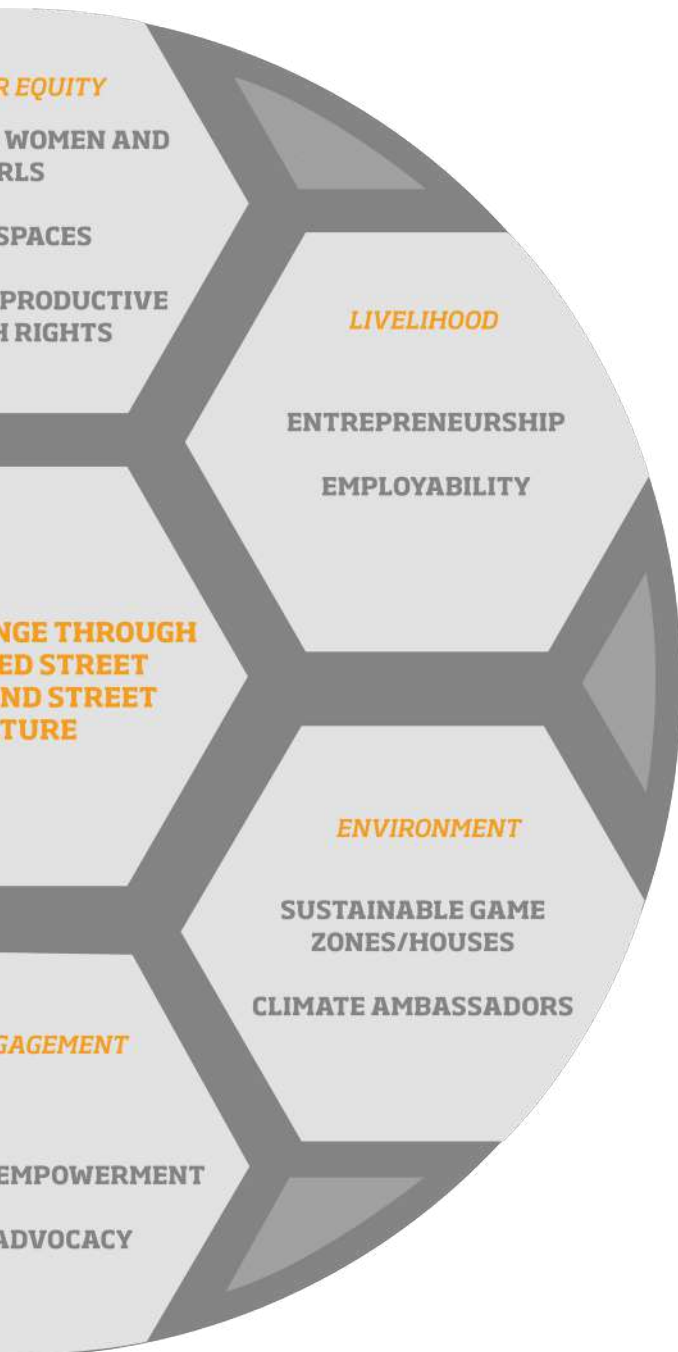 R EQUITY
WOMEN AND
RLS
SPACES
PRODUCTIVE
H RIGHTS
LIVELIHOOD
ENTREPRENEURSHIP
EMPLOYABILITY
NGE THROUGH
ED STREET
ND STREET
TURE
ENVIRONMENT
SUSTAINABLE GAME
ZONES/HOUSES
CLIMATE AMBASSADORS
GAGEMENT
EMPOWERMENT
ADVOCACY